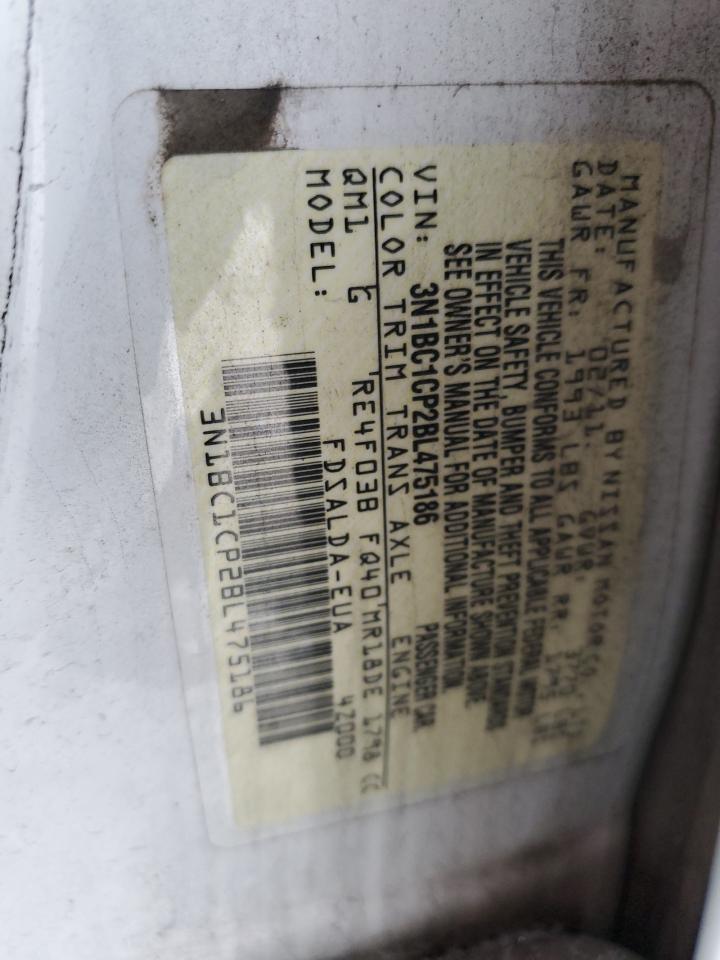 MANUFACTURED BY NISSAN MOTOR CO
DATE: 02/11. GVWR:
GAWR FR: 1993 LBS GAWR RR:
THIS VEHICLE CONFORMS TO ALL APPLICABLE FEDERAL MOTOR
VEHICLE SAFETY, BUMPER AND THEFT PREVENTION STANDARDS
IN EFFECT ON THE DATE OF MANUFACTURE SHOWN ABOVE.
SEE OWNER'S MANUAL FOR ADDITIONAL INFORMATION.
VIN: 3N1BC1CP2BL475186 PASSENGER CAR
COLOR TRIM TRANS AXLE ENGINE
QM1 G 'RE4F03B FQ40'MR18DE 1798 CC
MODEL: FDSALDA-EUA 4Z000
3N1BC1CP2BL475186